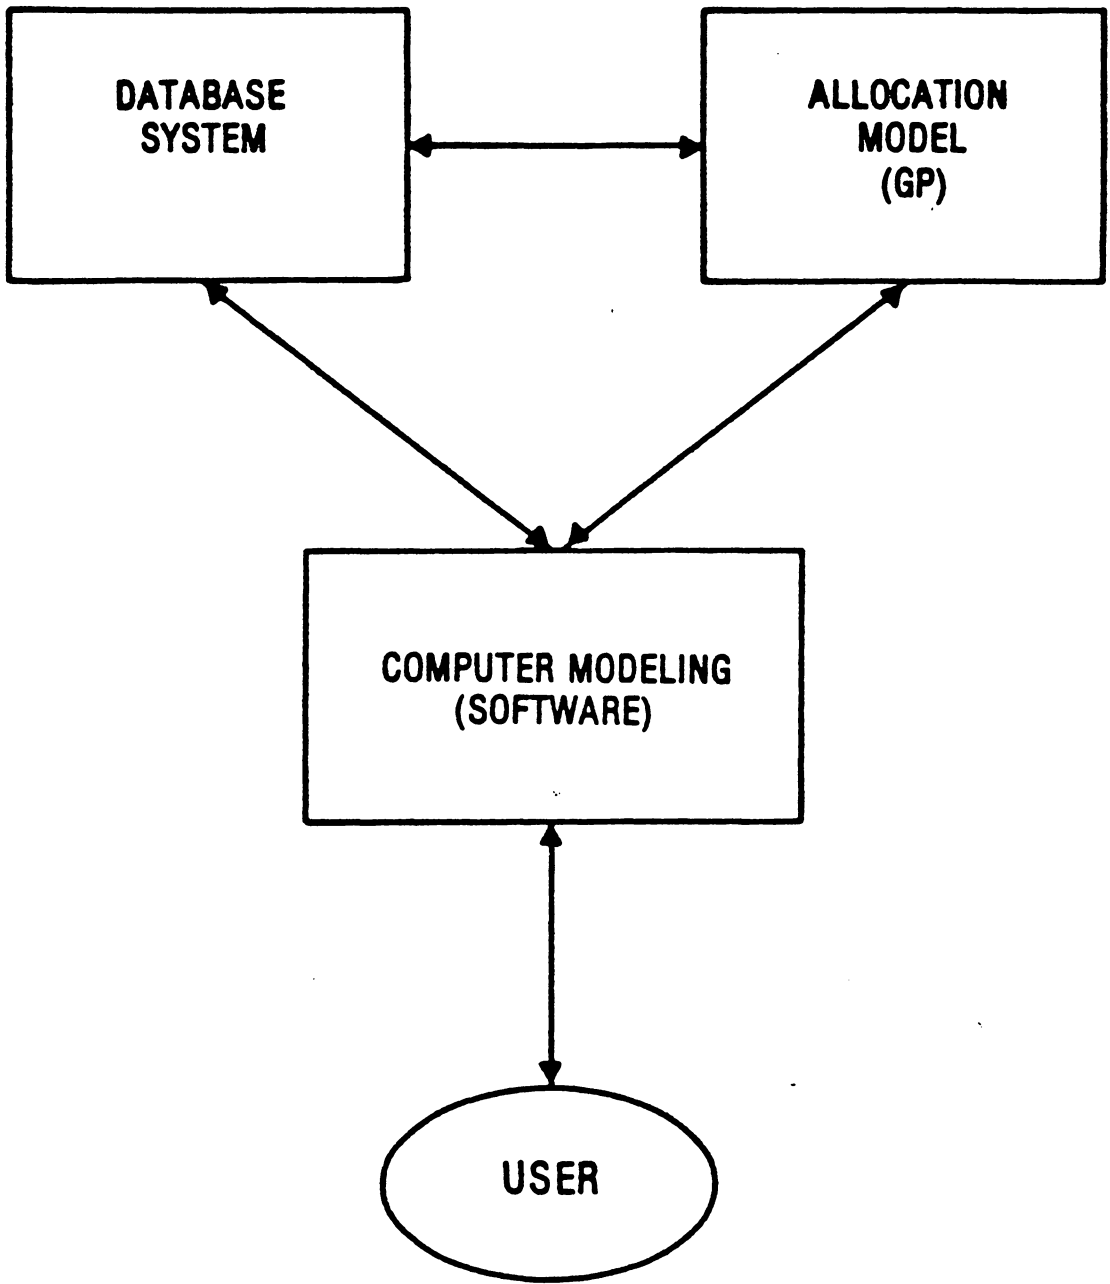 DATABASE
SYSTEM
ALLOCATION
MODEL
(GP)
COMPUTER MODELING
(SOFTWARE)
USER